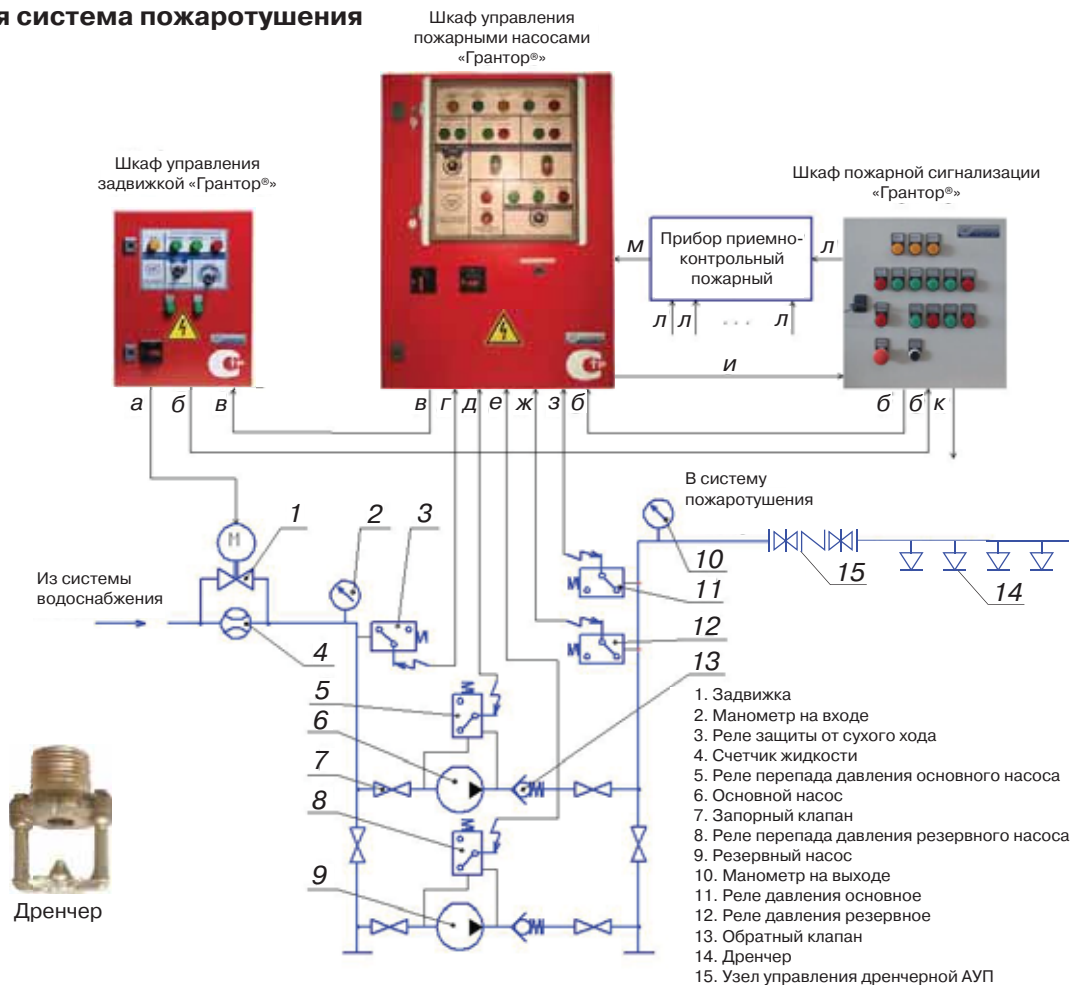 я система пожаротушения
Шкаф управления
пожарными насосами
«Грантор®»
Шкаф управления
задвижкой «Грантор®»
Шкаф пожарной сигнализации
«Грантор®»
Прибор приемно-
контрольный
пожарный
м
л
л л ... л
и
а б в
в г д е ж з б
б б к
В систему
пожаротушения
Из системы
водоснабжения
М
1
2
3
4
5
6
7
8
9
10
11
12
13
14
15
Дренчер
1. Задвижка
2. Манометр на входе
3. Реле защиты от сухого хода
4. Счетчик жидкости
5. Реле перепада давления основного насоса
6. Основной насос
7. Запорный клапан
8. Реле перепада давления резервного насоса
9. Резервный насос
10. Манометр на выходе
11. Реле давления основное
12. Реле давления резервное
13. Обратный клапан
14. Дренчер
15. Узел управления дренчерной АУП